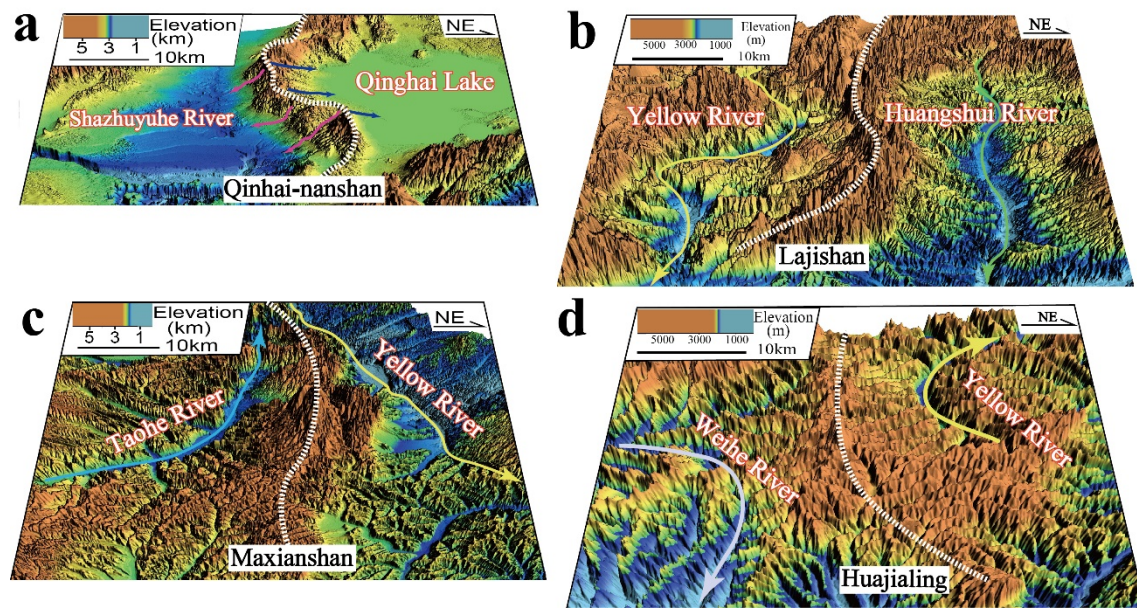 a
Elevation
(km)
5 3 1
10km
NE
Qinghai Lake
Shazhuyuhe River
Qinhai-nanshan
b
Elevation
(m)
5000 3000 1000
10km
NE
Yellow River
Huangshui River
Lajishan
c
Elevation
(km)
5 3 1
10km
NE
Taohe River
Yellow River
Maxianshan
d
Elevation
(m)
5000 3000 1000
10km
NE
Weihe River
Yellow River
Huajialing